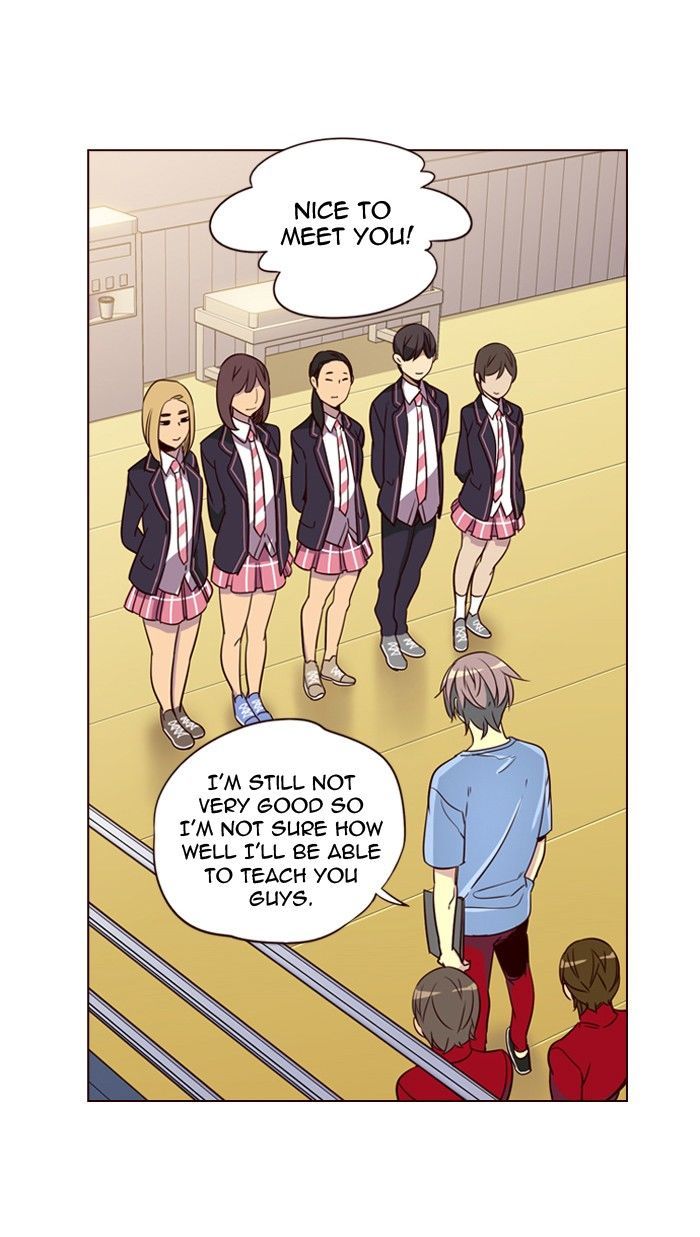 NICE TO
MEET YOU!
I'M STILL NOT
VERY GOOD SO
I'M NOT SURE HOW
WELL I'LL BE ABLE
TO TEACH YOU
GUYS.